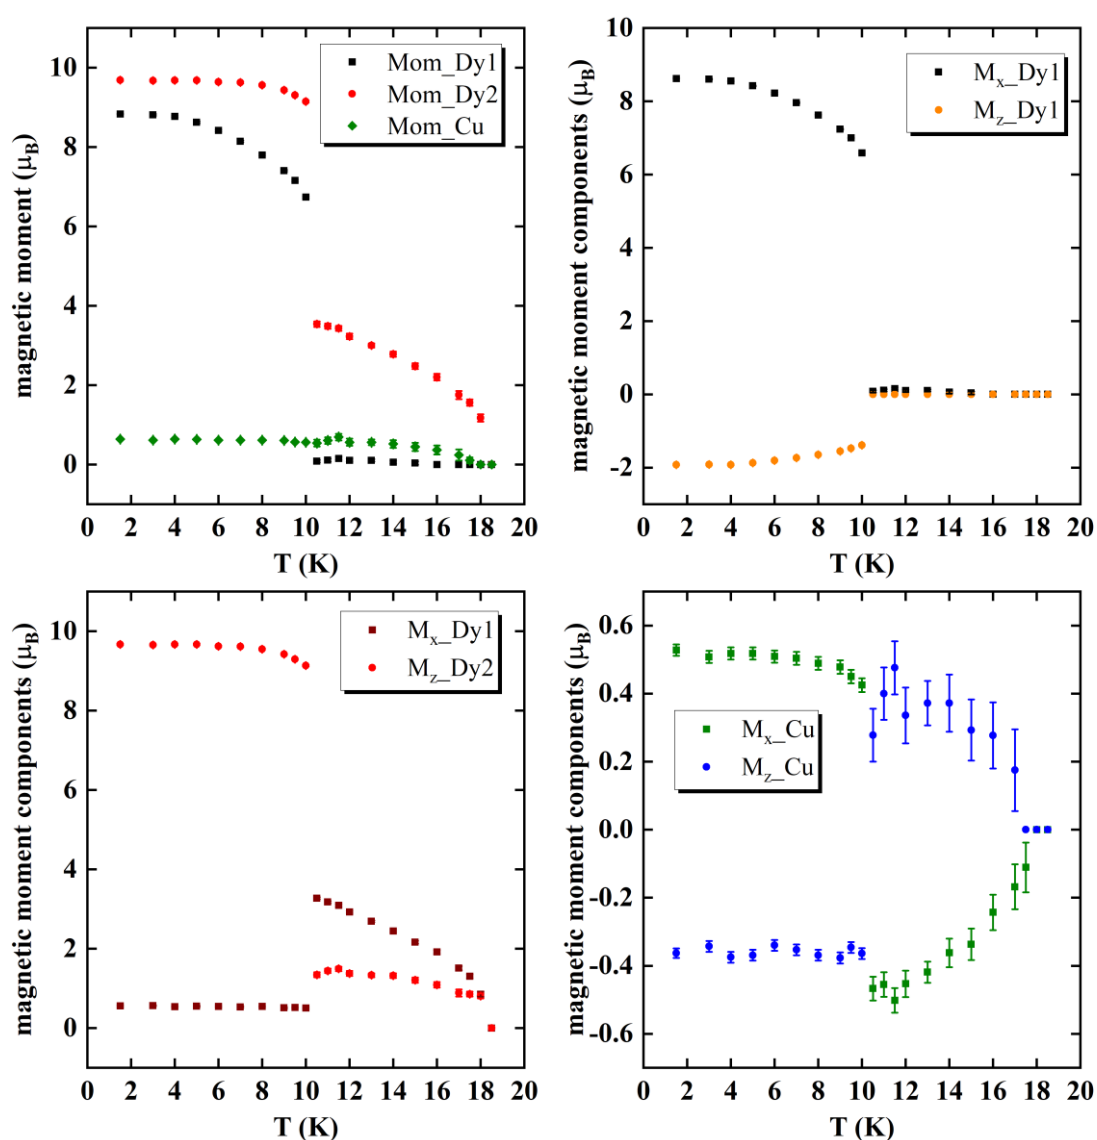 magnetic moment (μB)
10
8
6
4
2
0
Mom_Dy1
Mom_Dy2
Mom_Cu
0 2 4 6 8 10 12 14 16 18 20
T (K)
magnetic moment components (μB)
10
8
6
4
2
0
-2
Mx_Dy1
Mz_Dy1
0 2 4 6 8 10 12 14 16 18 20
T (K)
magnetic moment components (μB)
10
8
6
4
2
0
Mx_Dy1
Mz_Dy2
0 2 4 6 8 10 12 14 16 18 20
T (K)
magnetic moment components (μB)
0.6
0.4
0.2
0.0
-0.2
-0.4
-0.6
Mx_Cu
Mz_Cu
0 2 4 6 8 10 12 14 16 18 20
T (K)